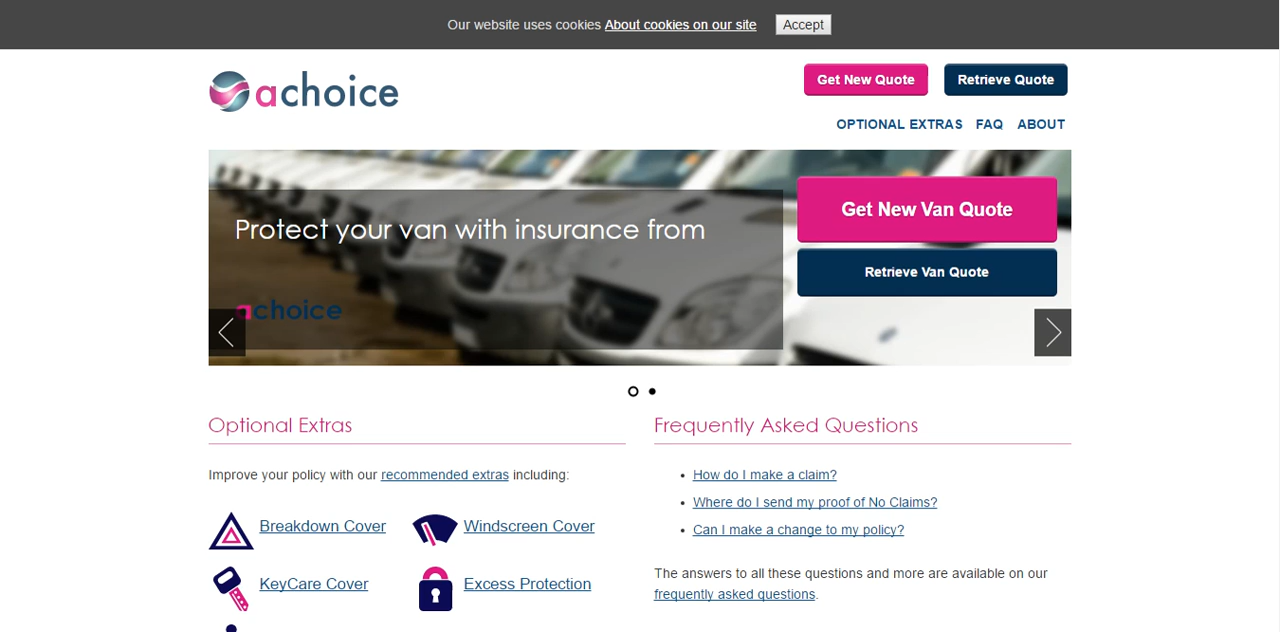 Our website uses cookies About cookies on our site Accept
achoice
Get New Quote Retrieve Quote
OPTIONAL EXTRAS FAQ ABOUT
Protect your van with insurance from
achoice
Get New Van Quote
Retrieve Van Quote
Optional Extras
Improve your policy with our recommended extras including:
Breakdown Cover Windscreen Cover
KeyCare Cover Excess Protection
Frequently Asked Questions
How do I make a claim?
Where do I send my proof of No Claims?
Can I make a change to my policy?
The answers to all these questions and more are available on our
frequently asked questions.